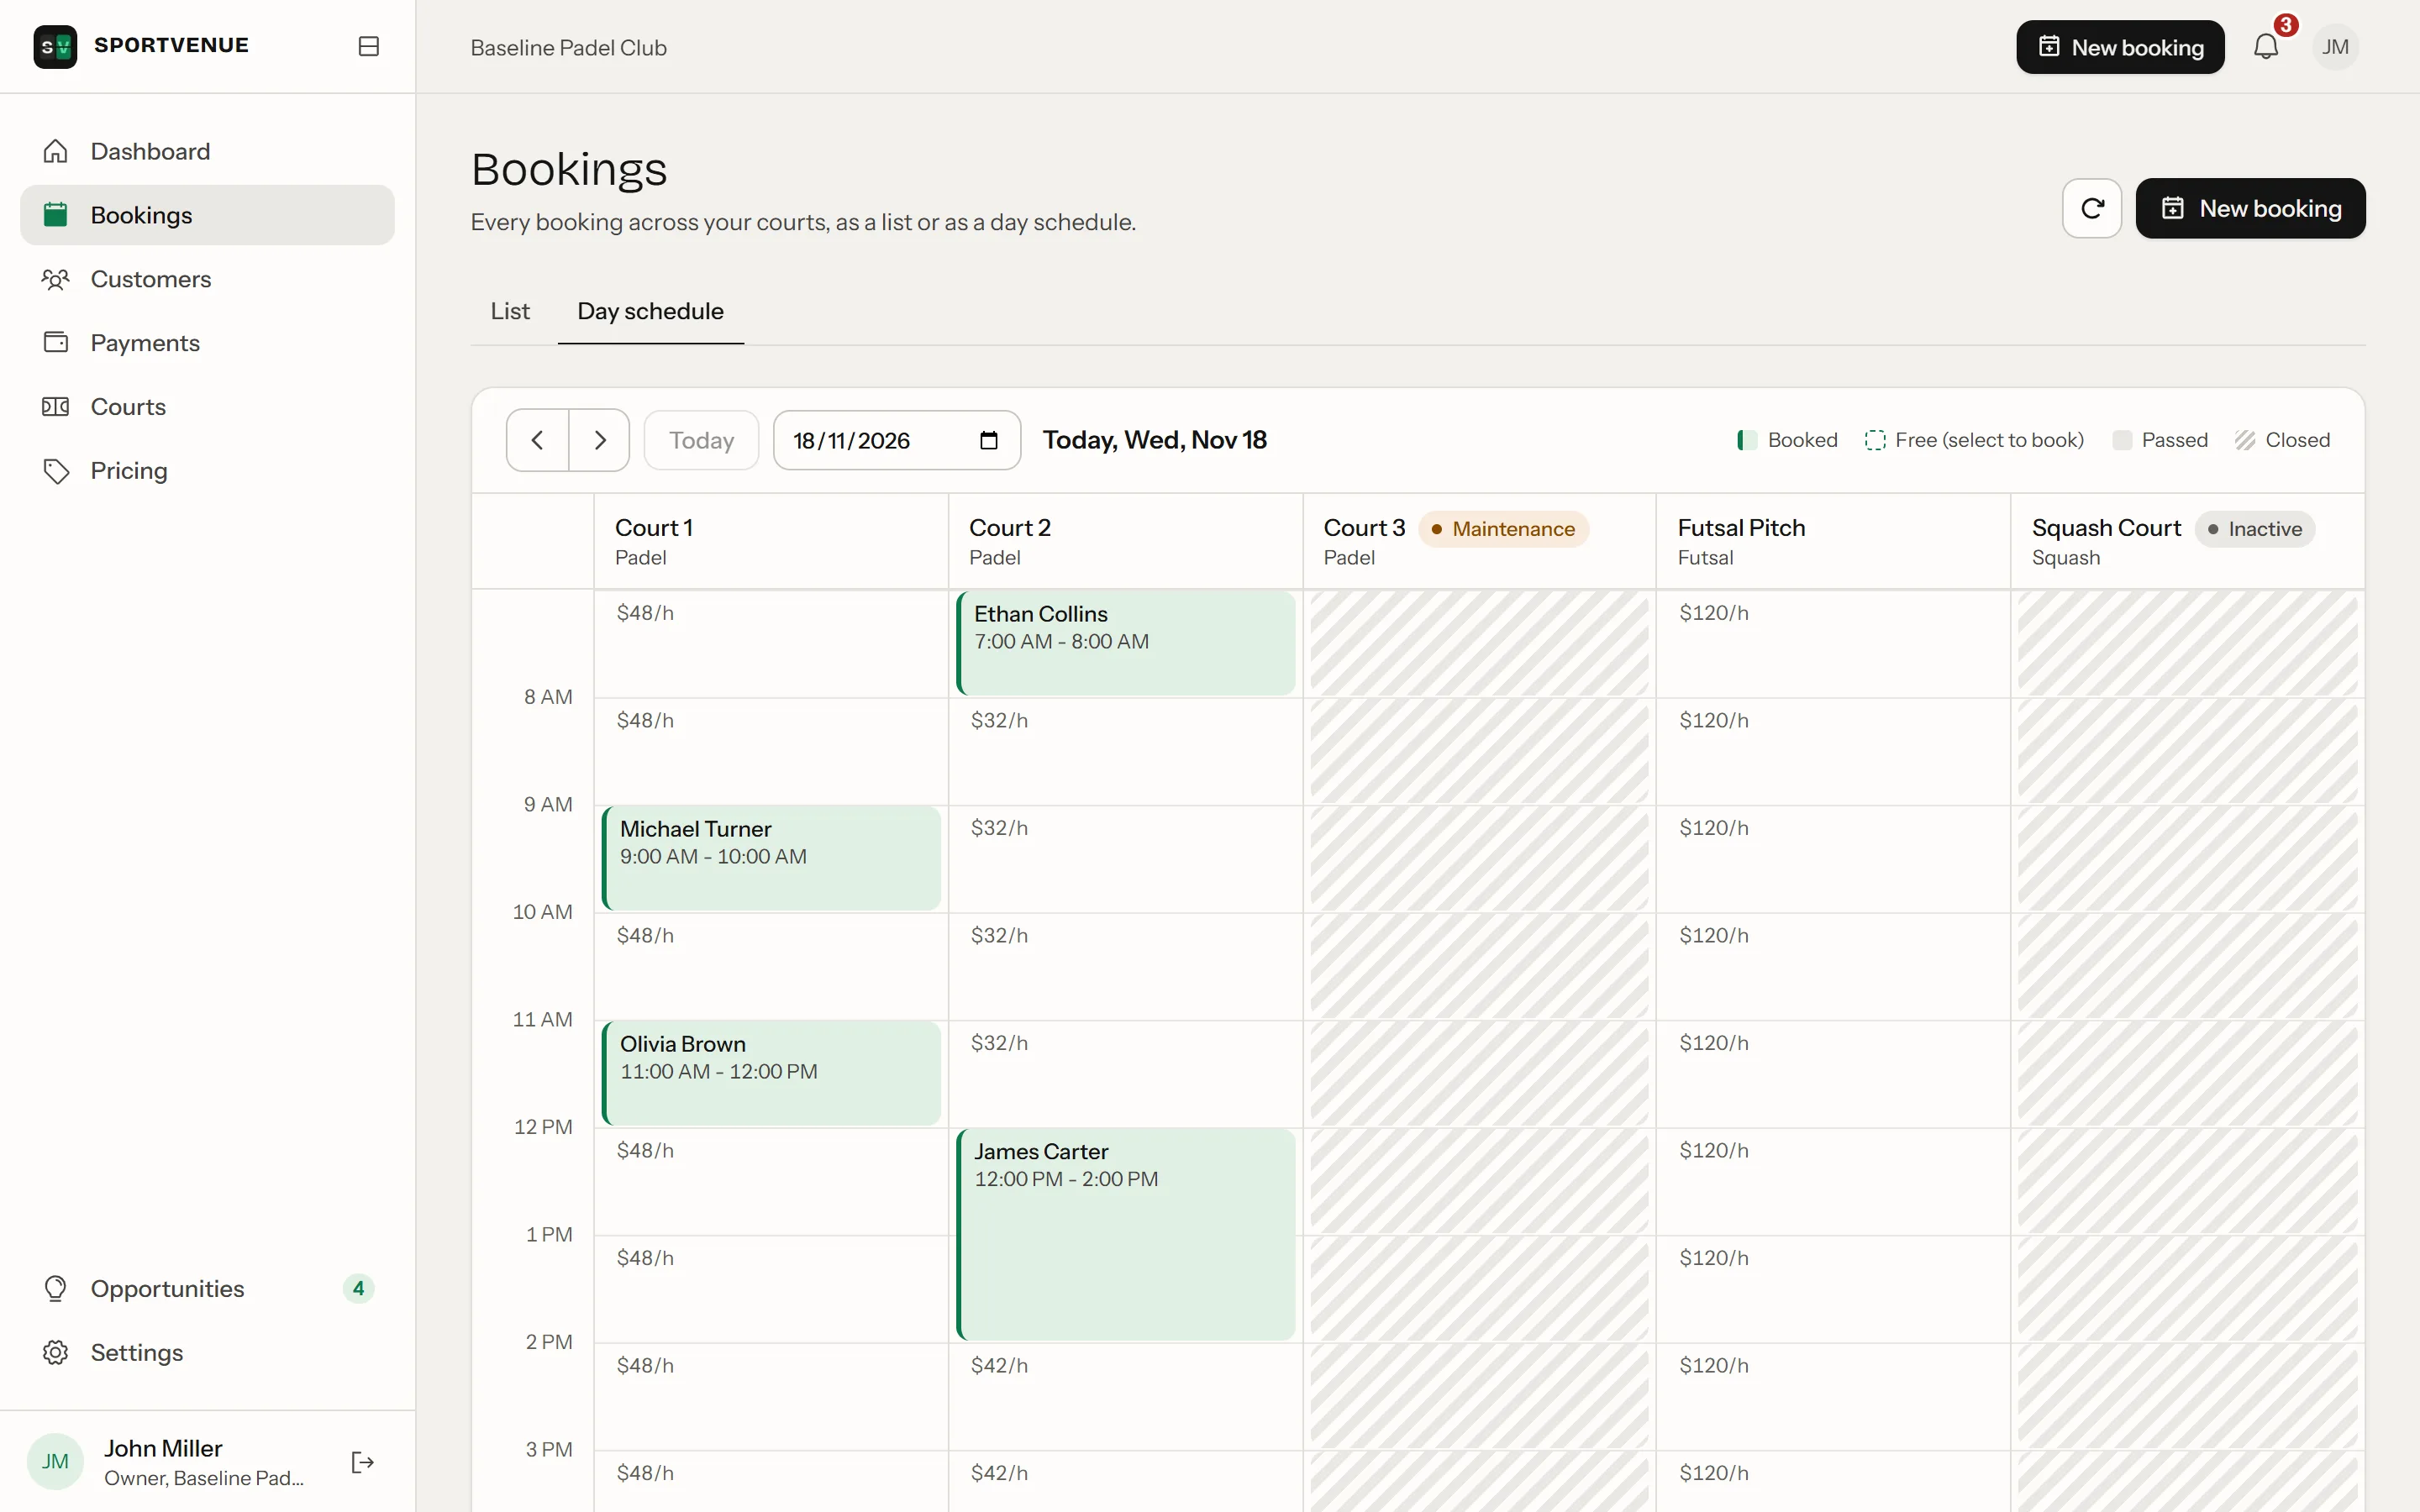 SV SPORTVENUE
Baseline Padel Club
New booking
3
JM
Dashboard
Bookings
Customers
Payments
Courts
Pricing
Opportunities 4
Settings
JM
John Miller
Owner, Baseline Pad...
Bookings
Every booking across your courts, as a list or as a day schedule.
New booking
List
Day schedule
Today
18/11/2026
Today, Wed, Nov 18
Booked
Free (select to book)
Passed
Closed
Court 1
Padel
Court 2
Padel
Court 3
Maintenance
Padel
Futsal Pitch
Futsal
Squash Court
Inactive
Squash
$48/h
Ethan Collins
7:00 AM - 8:00 AM
$120/h
8 AM
$48/h
$32/h
$120/h
9 AM
Michael Turner
9:00 AM - 10:00 AM
$32/h
$120/h
10 AM
$48/h
$32/h
$120/h
11 AM
Olivia Brown
11:00 AM - 12:00 PM
$32/h
$120/h
12 PM
$48/h
James Carter
12:00 PM - 2:00 PM
$120/h
1 PM
$48/h
$120/h
2 PM
$48/h
$42/h
$120/h
3 PM
$48/h
$42/h
$120/h